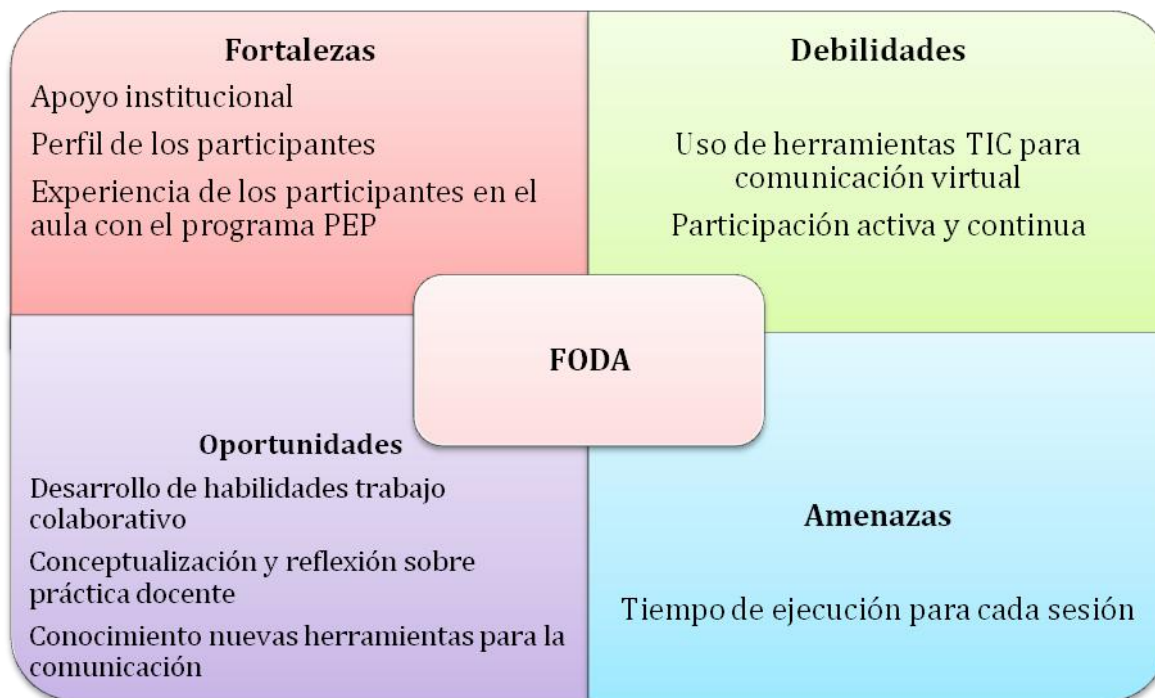 Fortalezas
Apoyo institucional
Perfil de los participantes
Experiencia de los participantes en el
aula con el programa PEP
Debilidades
Uso de herramientas TIC para
comunicación virtual
Participación activa y continua
FODA
Oportunidades
Desarrollo de habilidades trabajo
colaborativo
Conceptualización y reflexión sobre
práctica docente
Conocimiento nuevas herramientas para la
comunicación
Amenazas
Tiempo de ejecución para cada sesión